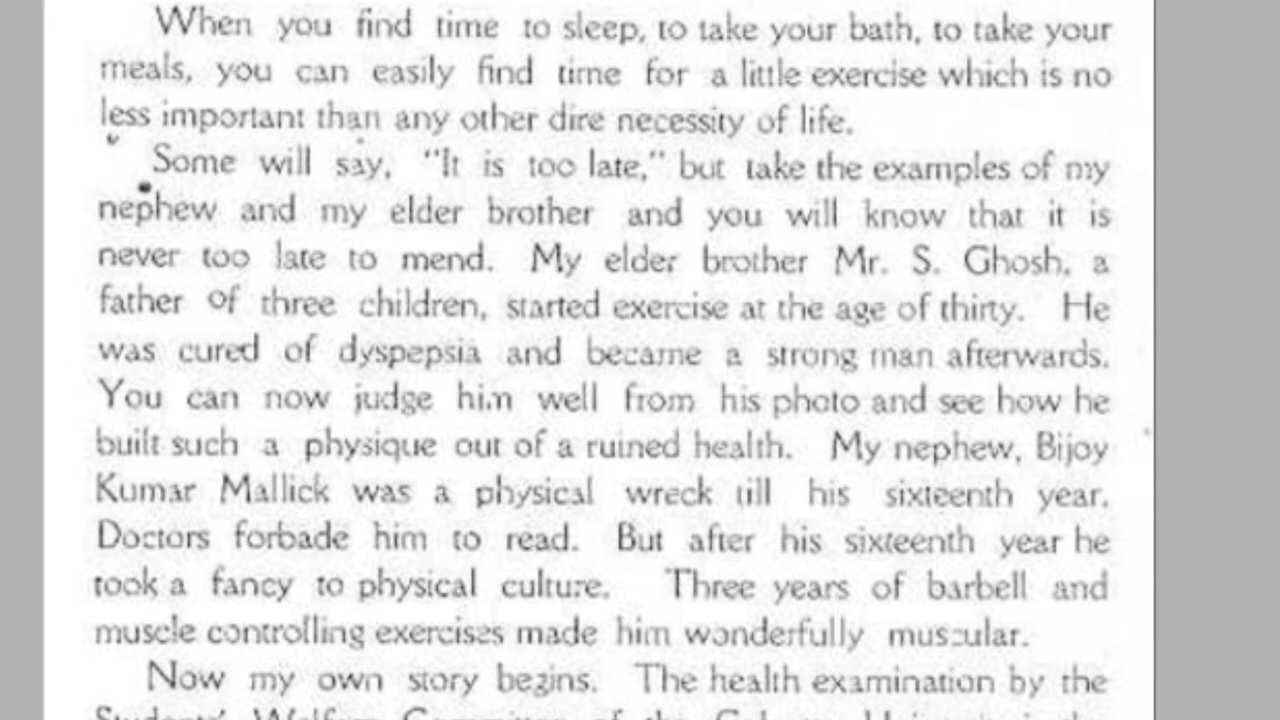 When you find time to sleep, to take your bath, to take your
meals, you can easily find time for a little exercise which is no
less important than any other dire necessity of life.
Some will say, "It is too late," but take the examples of my
nephew and my elder brother and you will know that it is
never too late to mend. My elder brother Mr. S. Ghosh, a
father of three children, started exercise at the age of thirty. He
was cured of dyspepsia and became a strong man afterwards.
You can now judge him well from his photo and see how he
built such a physique out of a ruined health. My nephew, Bijoy
Kumar Mallick was a physical wreck till his sixteenth year.
Doctors forbade him to read. But after his sixteenth year he
took a fancy to physical culture. Three years of barbell and
muscle controlling exercises made him wonderfully muscular.
Now my own story begins. The health examination by the